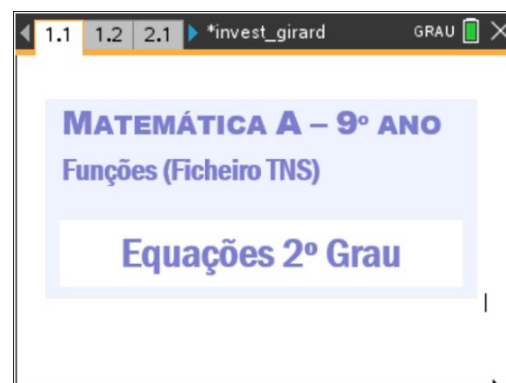 1.1 1.2 2.1 *invest_girard GRAU
MATEMÁTICA A – 9º ANO
Funções (Ficheiro TNS)
Equações 2º Grau